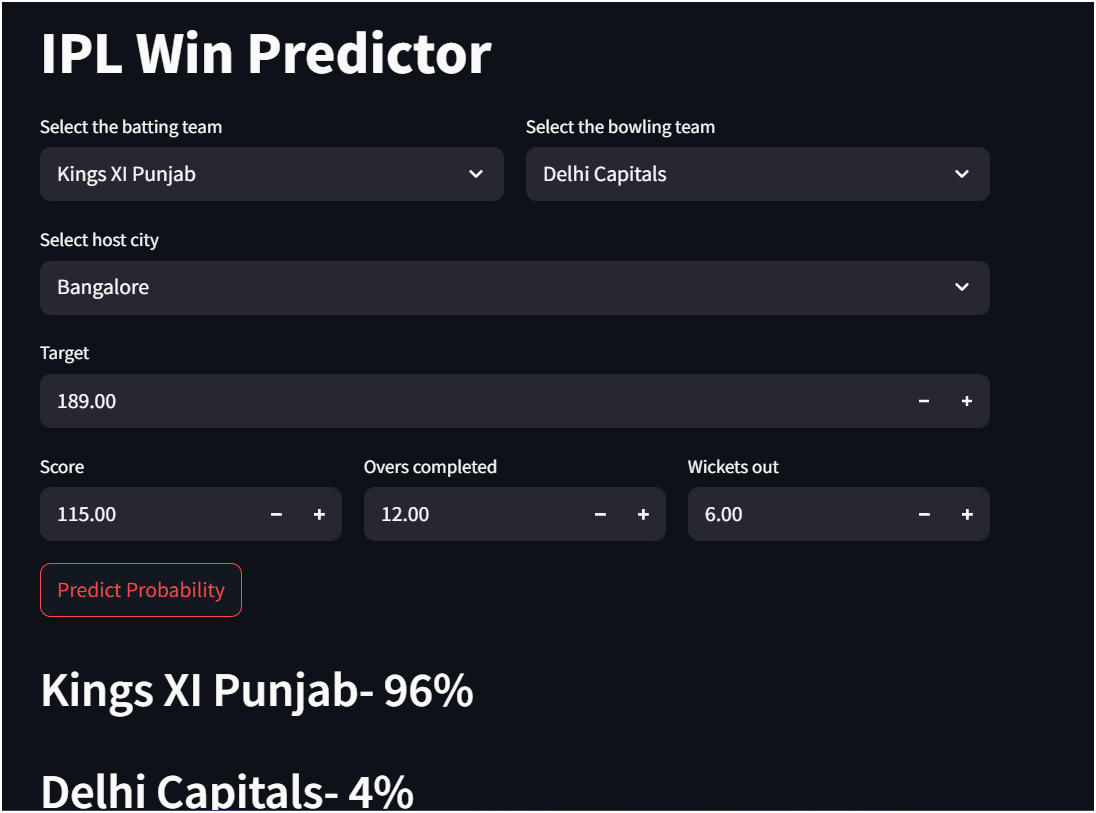 IPL Win Predictor
Select the batting team
Select the bowling team
Kings XI Punjab
Delhi Capitals
Select host city
Bangalore
Target
189.00
Score
Overs completed
Wickets out
115.00
12.00
6.00
Predict Probability
Kings XI Punjab- 96%
Delhi Capitals- 4%